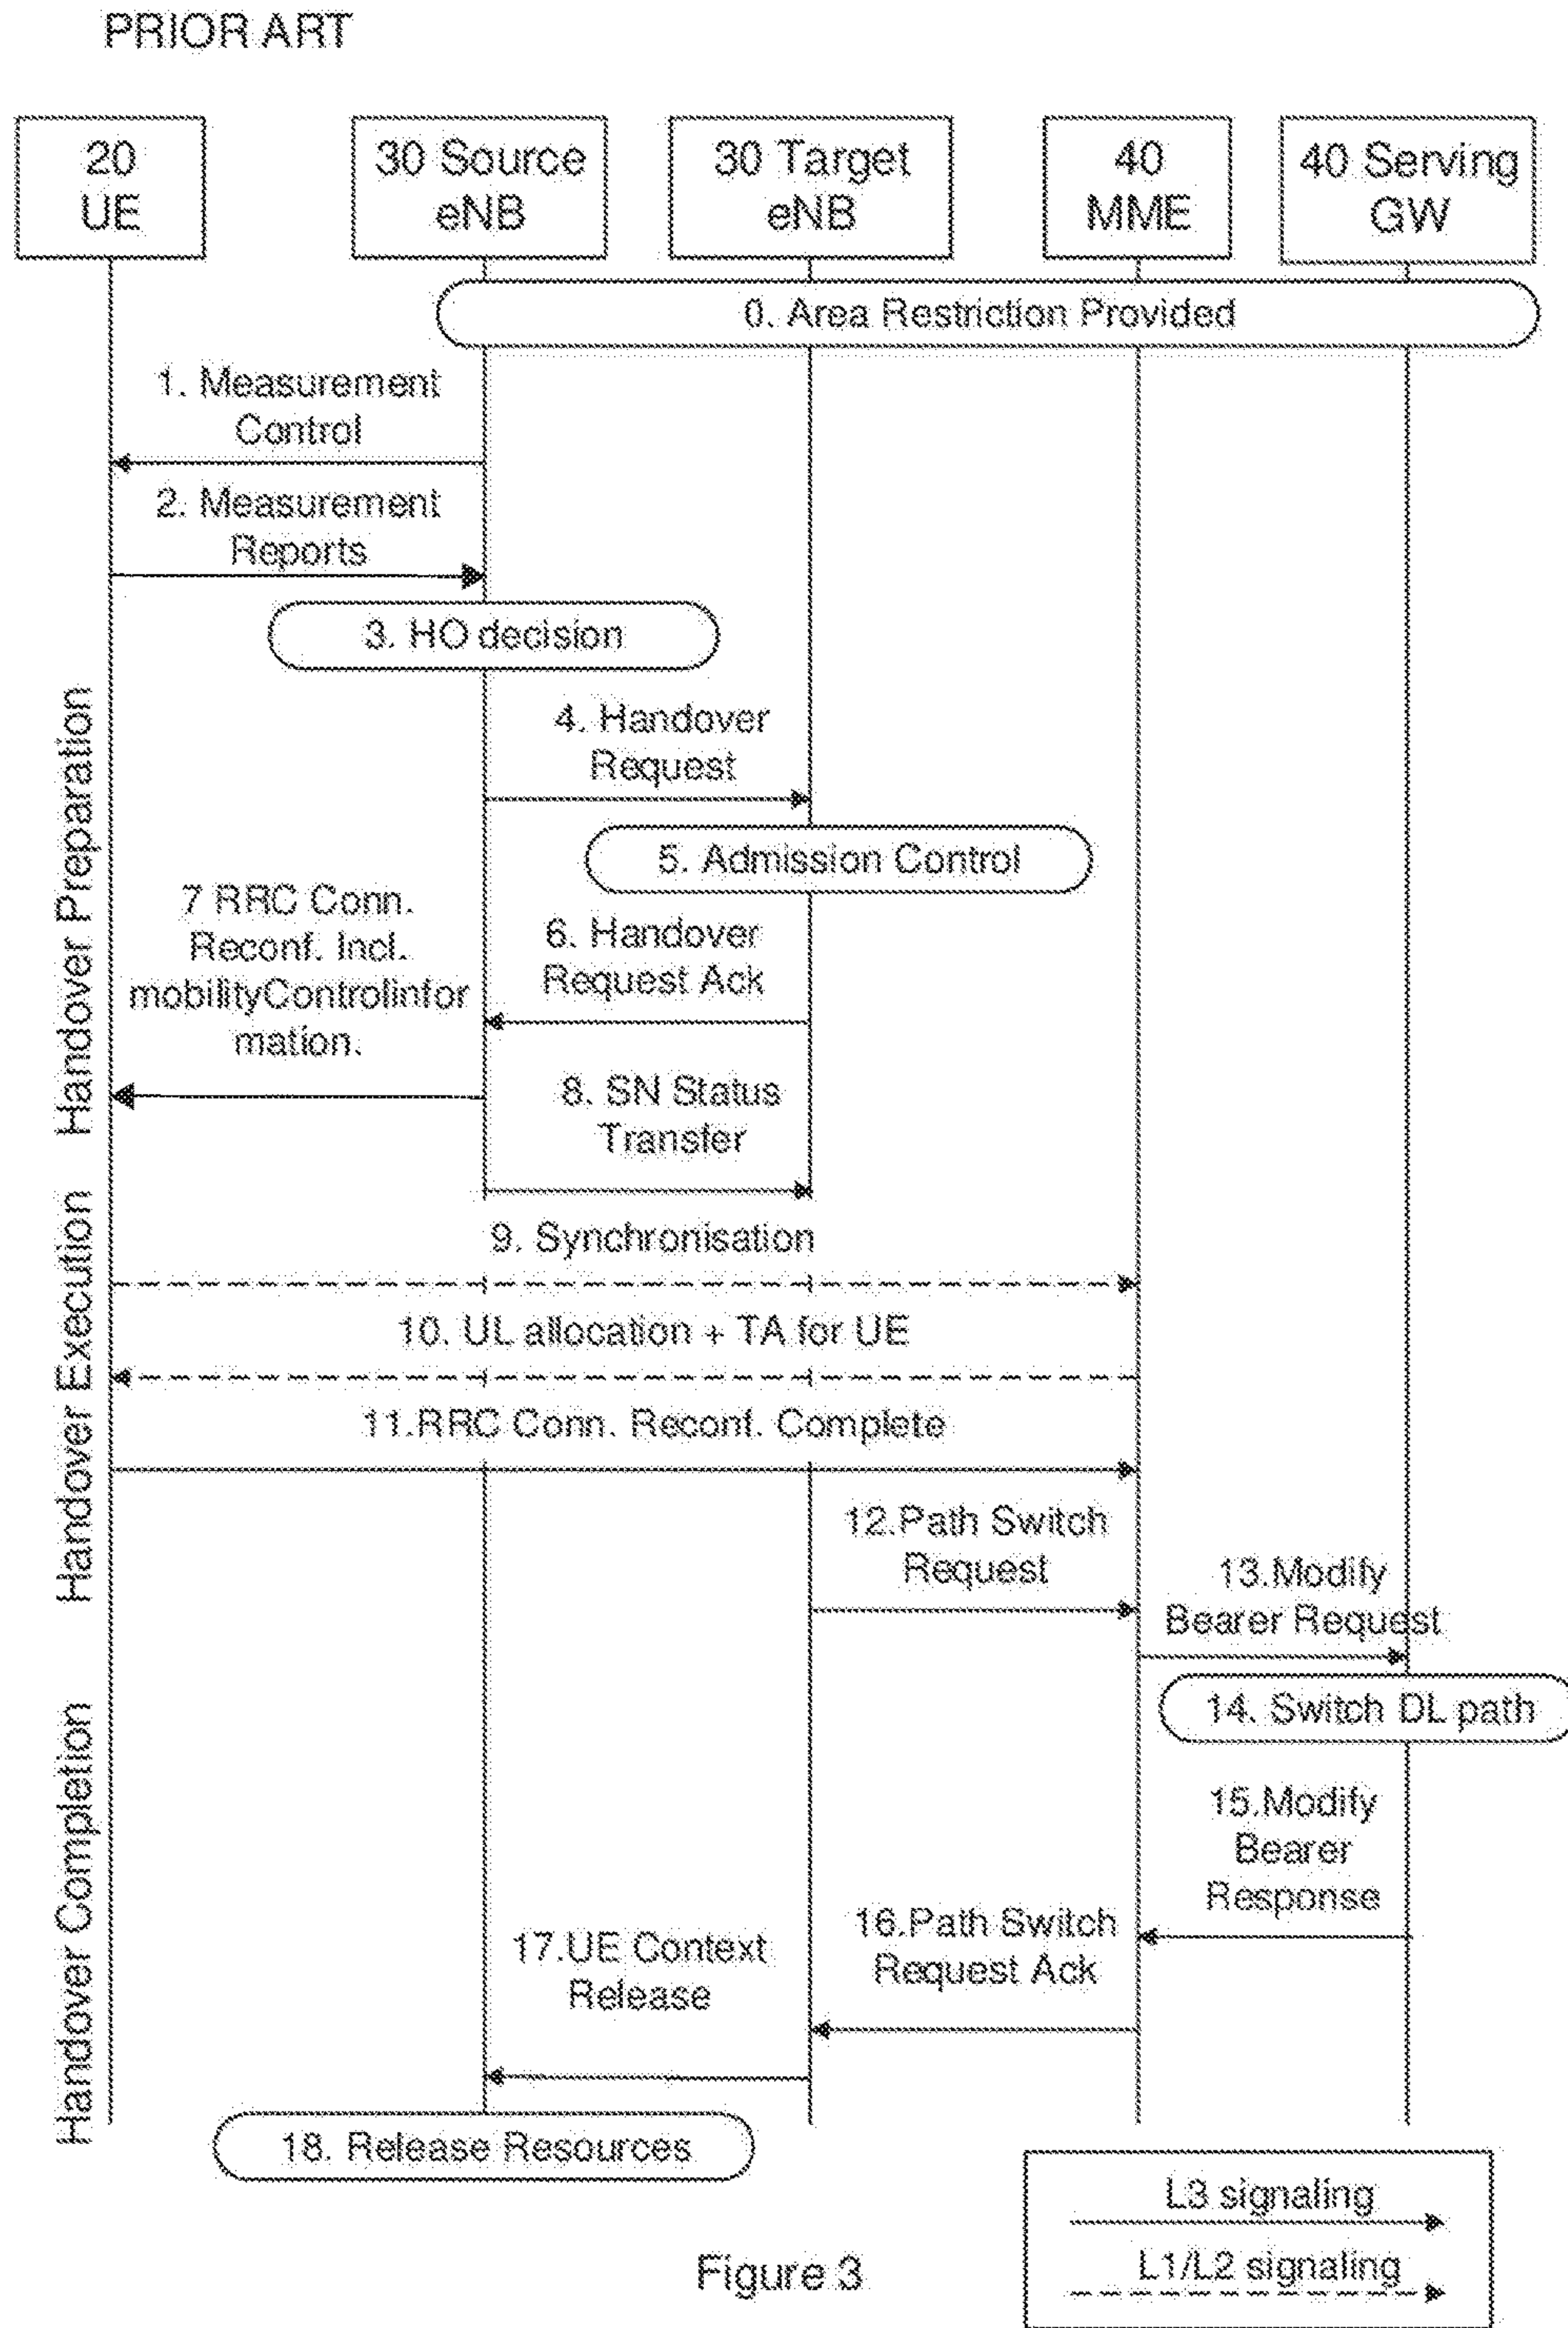 PRIOR ART
20
UE
30 Source
eNB
30 Target
eNB
40
MME
40 Serving
GW
0. Area Restriction Provided
1. Measurement
Control
2. Measurement
Reports
3. HO decision
Handover Preparation
4. Handover
Request
5. Admission Control
7 RRC Conn.
Reconf. Incl.
mobilityControlinfor
mation.
6. Handover
Request Ack
8. SN Status
Transfer
Handover Execution
9. Synchronisation
10. UL allocation + TA for UE
11.RRC Conn. Reconf. Complete
12.Path Switch
Request
13.Modify
Bearer Request
Handover Completion
14. Switch DL path
15.Modify
Bearer
Response
16.Path Switch
Request Ack
17.UE Context
Release
18. Release Resources
L3 signaling
L1/L2 signaling
Figure 3